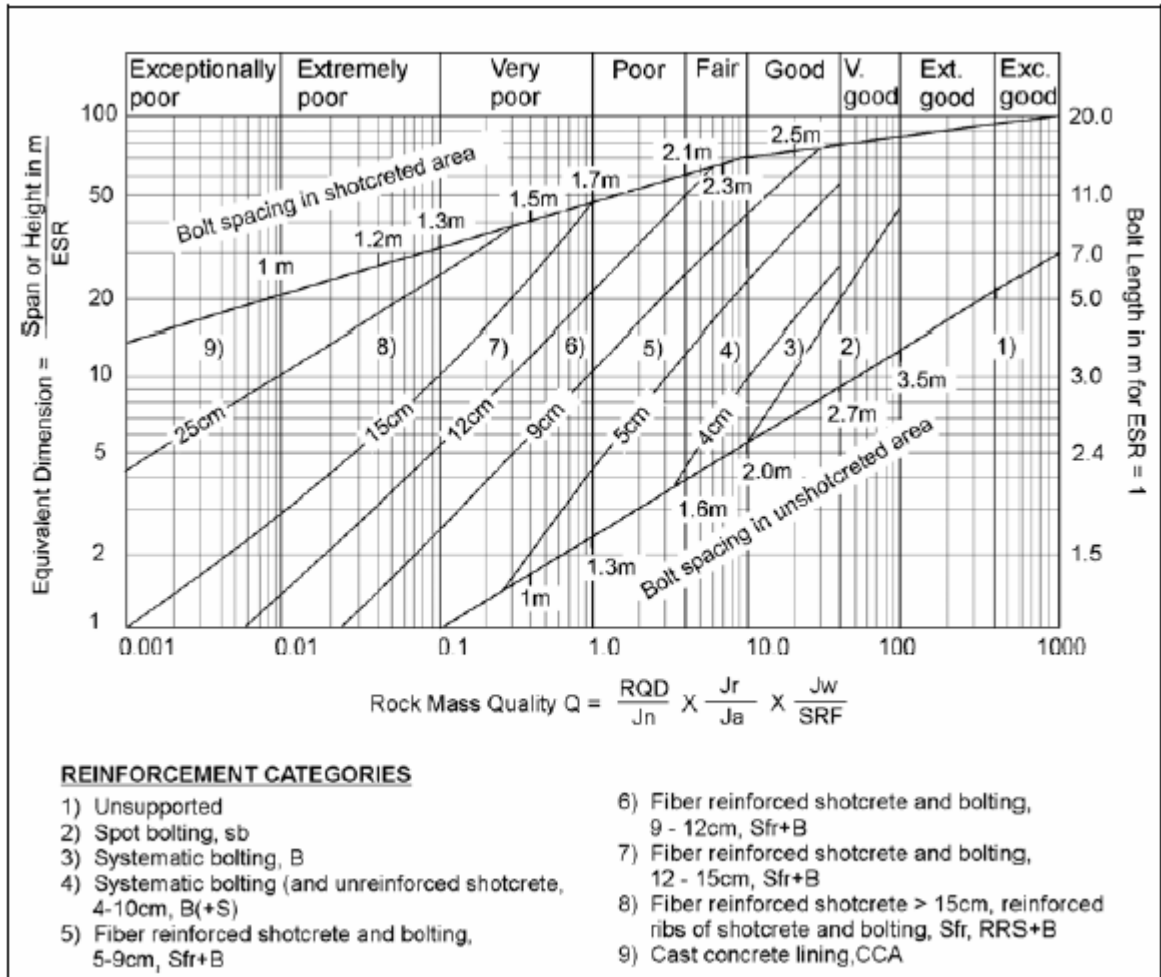 Exceptionally poor
Extremely poor
Very poor
Poor
Fair
Good
V. good
Ext. good
Exc. good
100
50
20
10
5
2
1
20.0
11.0
7.0
5.0
3.0
2.4
1.5
Equivalent Dimension = Span or Height in m / ESR
Bolt Length in m for ESR = 1
Bolt spacing in shotcreted area
1 m
1.2m
1.3m
1.5m
1.7m
2.1m
2.3m
2.5m
9)
8)
7)
6)
5)
4)
3)
2)
1)
25cm
15cm
12cm
9cm
5cm
4cm
3.5m
2.7m
2.0m
1.6m
1.3m
1m
Bolt spacing in unshotcreted area
0.001
0.01
0.1
1.0
10.0
100
1000
Rock Mass Quality Q = RQD/Jn X Jr/Ja X Jw/SRF
REINFORCEMENT CATEGORIES
1) Unsupported
2) Spot bolting, sb
3) Systematic bolting, B
4) Systematic bolting (and unreinforced shotcrete,
4-10cm, B(+S)
5) Fiber reinforced shotcrete and bolting,
5-9cm, Sfr+B
6) Fiber reinforced shotcrete and bolting,
9 - 12cm, Sfr+B
7) Fiber reinforced shotcrete and bolting,
12 - 15cm, Sfr+B
8) Fiber reinforced shotcrete > 15cm, reinforced
ribs of shotcrete and bolting, Sfr, RRS+B
9) Cast concrete lining,CCA